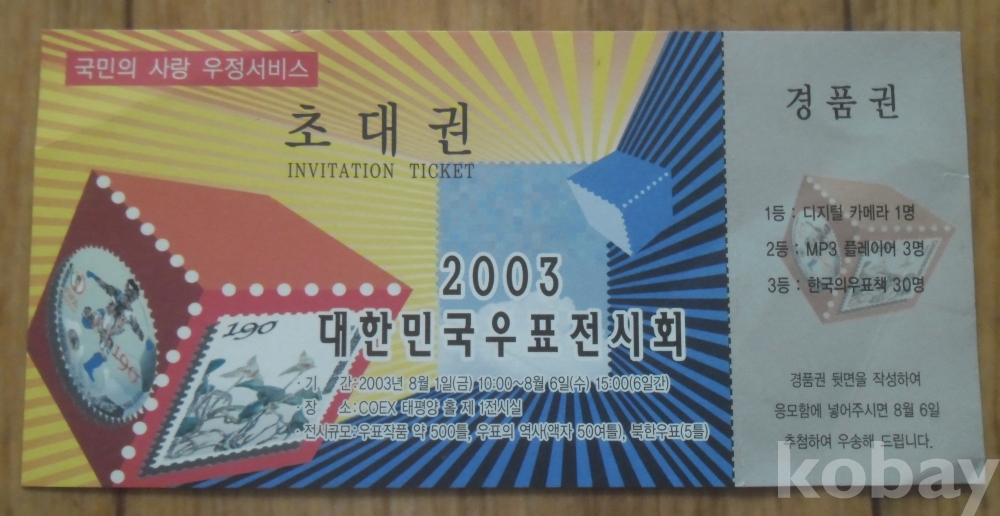 국민의 사랑 우정서비스
초대권
INVITATION TICKET
190
190
2003
대한민국우표전시회
·기 간:2003년 8월 1일(금) 10:00~8월 6일(수) 15:00(6일간)
·장 소:COEX 태평양 홀 제 1전시실
·전시규모:우표작품 약 500틀, 우표의 역사(액자 50여틀), 북한우표(5틀)
경품권
1등 : 디지털 카메라 1명
2등 : MP3 플레이어 3명
3등 : 한국의우표책 30명
경품권 뒷면을 작성하여
응모함에 넣어주시면 8월 6일
추첨하여 우송해 드립니다.
kobay